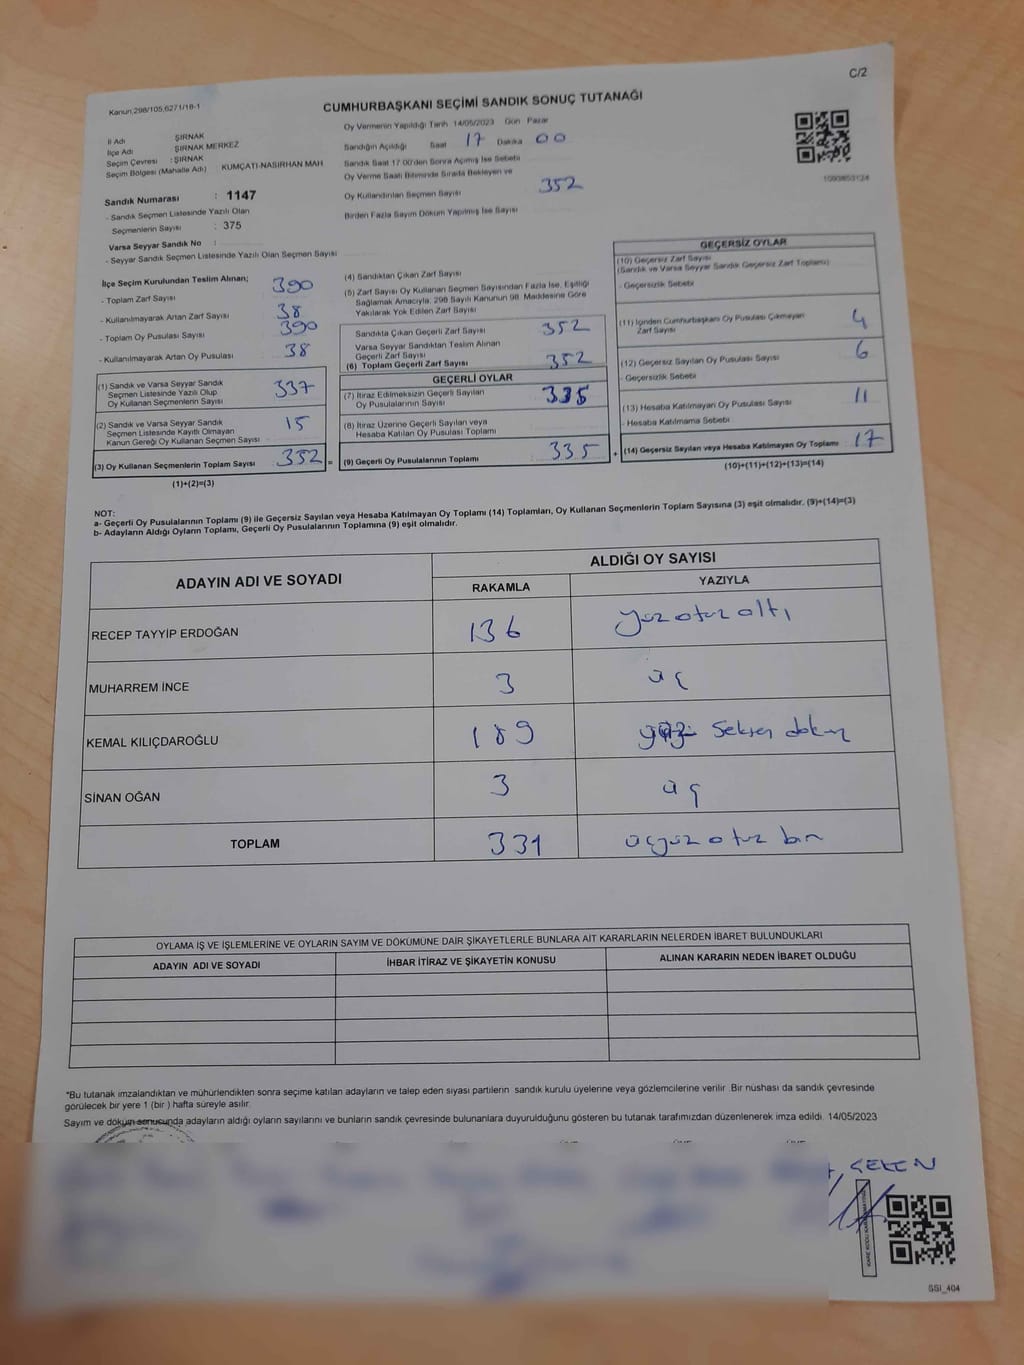 C/2
Kanun:298/105,6271/18-1
CUMHURBAŞKANI SEÇİMİ SANDIK SONUÇ TUTANAĞI
İl Adı ŞIRNAK
İlçe Adı ŞIRNAK MERKEZ
Seçim Çevresi : ŞIRNAK
Seçim Bölgesi (Mahalle Adı) : KUMÇATI-NASIRHAN MAH
Sandık Numarası : 1147
- Sandık Seçmen Listesinde Yazılı Olan
Seçmenlerin Sayısı : 375
Varsa Seyyar Sandık No :
- Seyyar Sandık Seçmen Listesinde Yazılı Olan Seçmen Sayısı
Oy Vermenin Yapıldığı Tarih 14/05/2023 Gün Pazar
Sandığın Açıldığı Saat 17 Dakika 00
Sandık Saat 17:00'den Sonra Açılmış İse Sebebi
Oy Verme Saati Bitiminde Sırada Bekleyen ve
Oy Kullandırılan Seçmen Sayısı 352
Birden Fazla Sayım Döküm Yapılmış İse Sayısı
1093853124
İlçe Seçim Kurulundan Teslim Alınan;
- Toplam Zarf Sayısı 390
- Kullanılmayarak Artan Zarf Sayısı 38
- Toplam Oy Pusulası Sayısı 390
- Kullanılmayarak Artan Oy Pusulası 38
(1) Sandık ve Varsa Seyyar Sandık
Seçmen Listesinde Yazılı Olup
Oy Kullanan Seçmenlerin Sayısı 337
(2) Sandık ve Varsa Seyyar Sandık
Seçmen Listesinde Kayıtlı Olmayan
Kanun Gereği Oy Kullanan Seçmen Sayısı 15
(3) Oy Kullanan Seçmenlerin Toplam Sayısı 352 =
(1)+(2)=(3)
(4) Sandıktan Çıkan Zarf Sayısı
(5) Zarf Sayısı Oy Kullanan Seçmen Sayısından Fazla İse, Eşitliği
Sağlamak Amacıyla; 298 Sayılı Kanunun 98. Maddesine Göre
Yakılarak Yok Edilen Zarf Sayısı
Sandıkta Çıkan Geçerli Zarf Sayısı 352
Varsa Seyyar Sandıktan Teslim Alınan
Geçerli Zarf Sayısı
(6) Toplam Geçerli Zarf Sayısı 352
GEÇERLİ OYLAR
(7) İtiraz Edilmeksizin Geçerli Sayılan
Oy Pusulalarının Sayısı 335
(8) İtiraz Üzerine Geçerli Sayılan veya
Hesaba Katılan Oy Pusulası Toplamı
(9) Geçerli Oy Pusulalarının Toplamı 335 +
GEÇERSİZ OYLAR
(10) Geçersiz Zarf Sayısı
(Sandık ve Varsa Seyyar Sandık Geçersiz Zarf Toplamı)
- Geçersizlik Sebebi
(11) İçinden Cumhurbaşkanı Oy Pusulası Çıkmayan
Zarf Sayısı 4
(12) Geçersiz Sayılan Oy Pusulası Sayısı 6
- Geçersizlik Sebebi
(13) Hesaba Katılmayan Oy Pusulası Sayısı 11
- Hesaba Katılmama Sebebi
(14) Geçersiz Sayılan veya Hesaba Katılmayan Oy Toplamı 17
(10)+(11)+(12)+(13)=(14)
NOT:
a- Geçerli Oy Pusulalarının Toplamı (9) ile Geçersiz Sayılan veya Hesaba Katılmayan Oy Toplamı (14) Toplamları, Oy Kullanan Seçmenlerin Toplam Sayısına (3) eşit olmalıdır. (9)+(14)=(3)
b- Adayların Aldığı Oyların Toplamı, Geçerli Oy Pusulalarının Toplamına (9) eşit olmalıdır.
ADAYIN ADI VE SOYADI ALDIĞI OY SAYISI
RAKAMLA YAZIYLA
RECEP TAYYİP ERDOĞAN 136 yüz otuz altı
MUHARREM İNCE 3 üç
KEMAL KILIÇDAROĞLU 189 yüz seksen dokuz
SİNAN OĞAN 3 üç
TOPLAM 331 üçyüz otuz bir
OYLAMA İŞ VE İŞLEMLERİNE VE OYLARIN SAYIM VE DÖKÜMÜNE DAİR ŞİKAYETLERLE BUNLARA AİT KARARLARIN NELERDEN İBARET BULUNDUKLARI
ADAYIN ADI VE SOYADI İHBAR İTİRAZ VE ŞİKAYETİN KONUSU ALINAN KARARIN NEDEN İBARET OLDUĞU
*Bu tutanak imzalandıktan ve mühürlendikten sonra seçime katılan adayların ve talep eden siyasi partilerin sandık kurulu üyelerine veya gözlemcilerine verilir. Bir nüshası da sandık çevresinde
görülecek bir yere 1 (bir) hafta süreyle asılır.
Sayım ve döküm sonucunda adayların aldığı oyların sayılarını ve bunların sandık çevresinde bulunanlara duyurulduğunu gösteren bu tutanak tarafımızdan düzenlenerek imza edildi. 14/05/2023
SSI_404